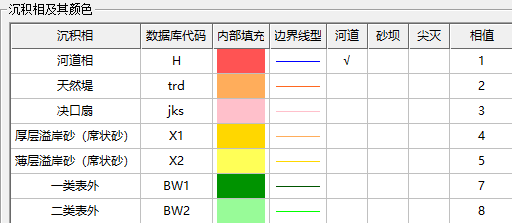 沉积相及其颜色
沉积相 数据库代码 内部填充 边界线型 河道 砂坝 尖灭 相值
河道相 H √ 1
天然堤 trd 2
决口扇 jks 3
厚层溢岸砂（席状砂） X1 4
薄层溢岸砂（席状砂） X2 5
一类表外 BW1 7
二类表外 BW2 8